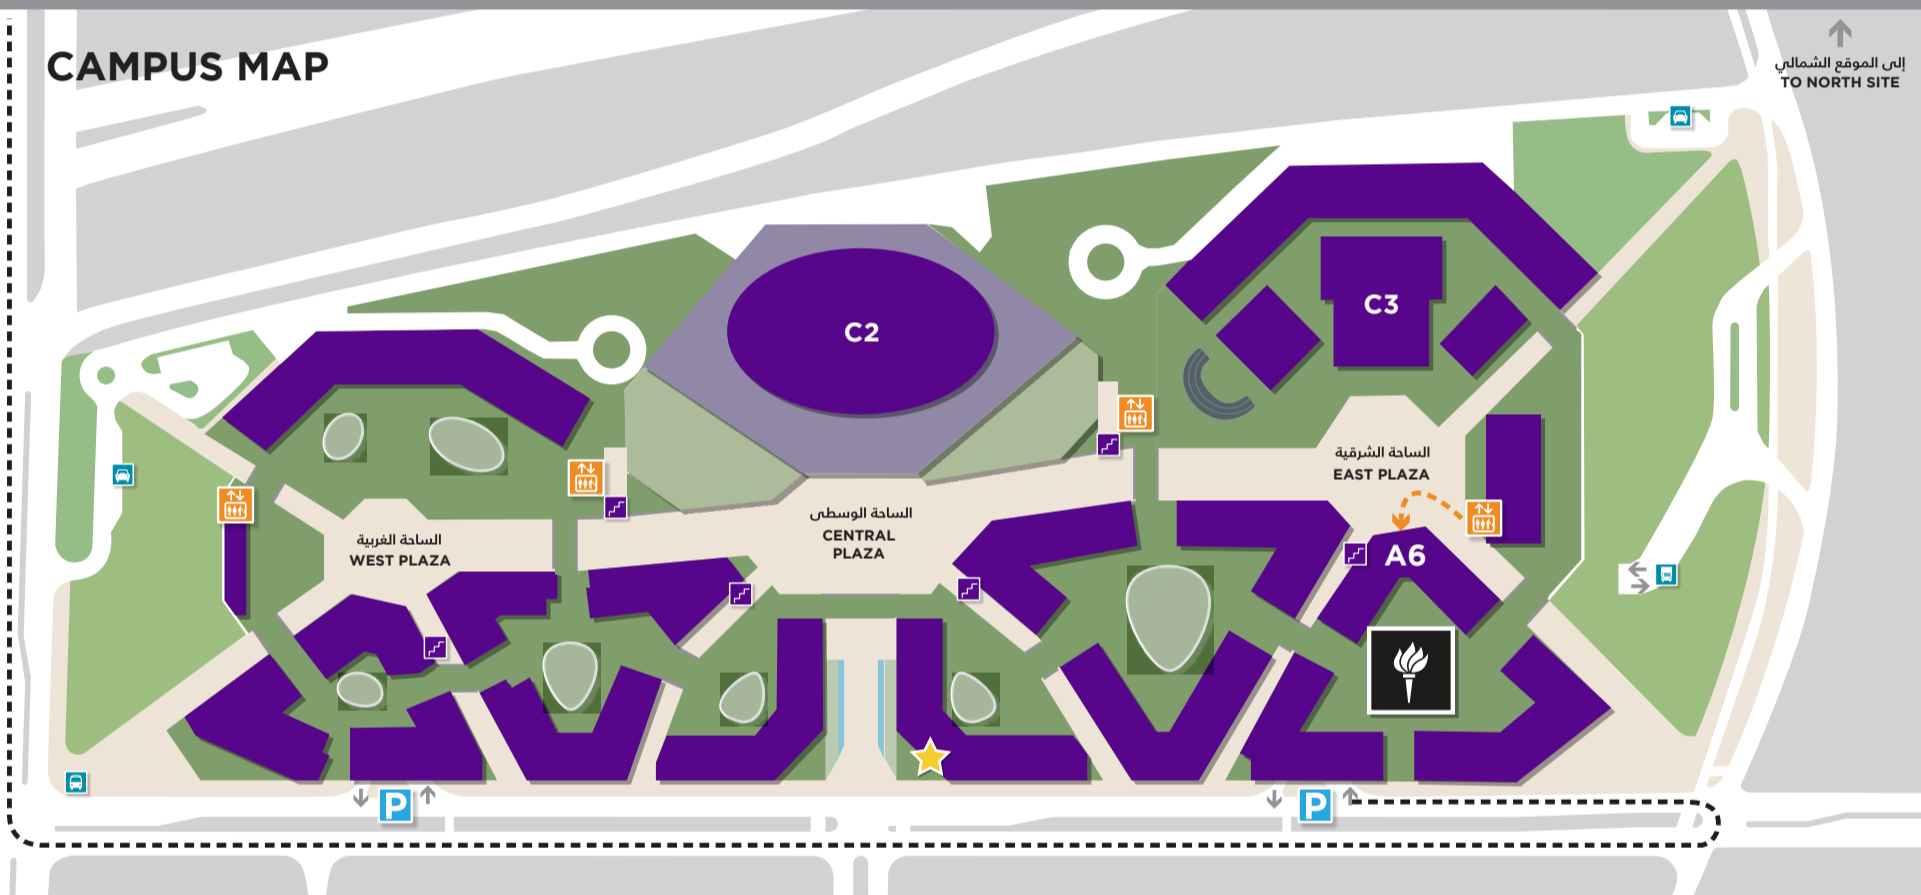 CAMPUS MAP
إلى الموقع الشمالي
TO NORTH SITE
C2
C3
الساحة الشرقية
EAST PLAZA
الساحة الوسطى
CENTRAL
PLAZA
الساحة الغربية
WEST PLAZA
A6
P
P